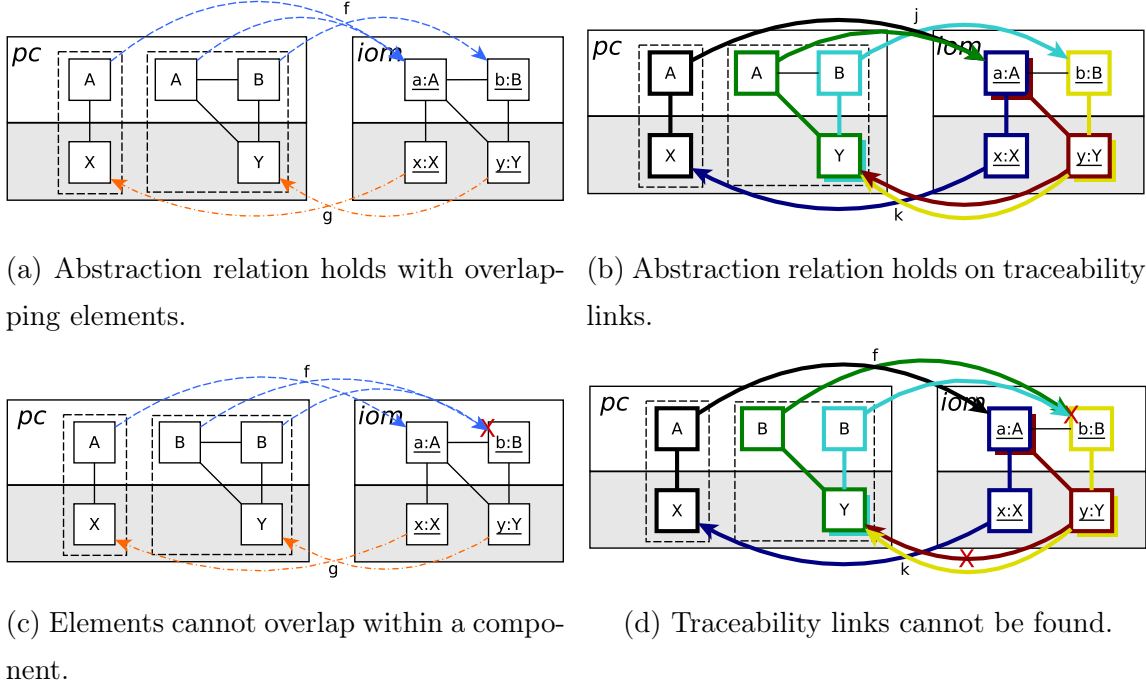 f
pc
iom
A
A
B
a:A
b:B
X
Y
x:X
y:Y
g
(a) Abstraction relation holds with overlap-
ping elements.
j
pc
iom
A
A
B
a:A
b:B
X
Y
x:X
y:Y
k
(b) Abstraction relation holds on traceability
links.
f
pc
iom
A
B
B
a:A
X
b:B
X
Y
x:X
y:Y
g
(c) Elements cannot overlap within a compo-
nent.
f
pc
iom
A
B
B
a:A
X
b:B
X
Y
x:X
y:Y
k
X
(d) Traceability links cannot be found.